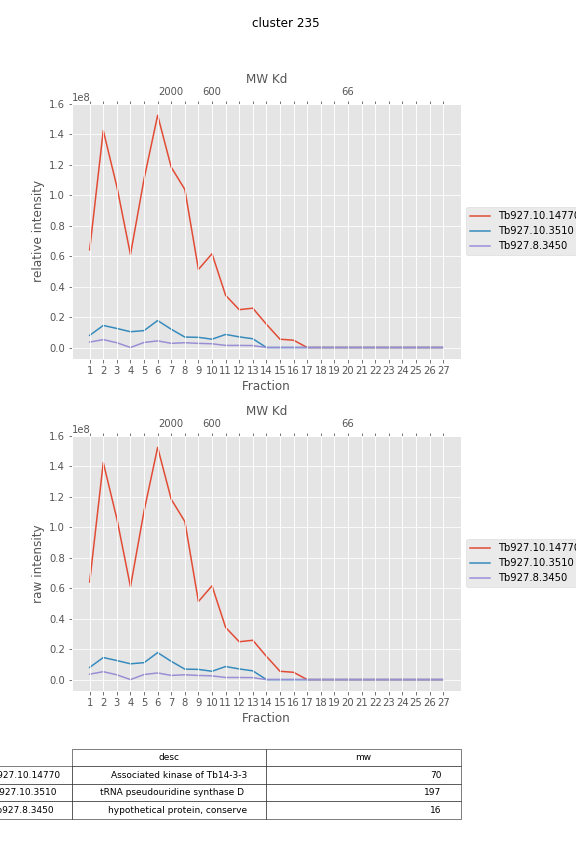 cluster 235
MW Kd
2000 600 66
1e8
1.6
1.4
1.2
1.0
0.8
0.6
0.4
0.2
0.0
relative intensity
Tb927.10.14770
Tb927.10.3510
Tb927.8.3450
1 2 3 4 5 6 7 8 9 10 11 12 13 14 15 16 17 18 19 20 21 22 23 24 25 26 27
Fraction
MW Kd
2000 600 66
1e8
1.6
1.4
1.2
1.0
0.8
0.6
0.4
0.2
0.0
raw intensity
Tb927.10.14770
Tb927.10.3510
Tb927.8.3450
1 2 3 4 5 6 7 8 9 10 11 12 13 14 15 16 17 18 19 20 21 22 23 24 25 26 27
Fraction
desc mw
927.10.14770 Associated kinase of Tb14-3-3 70
927.10.3510 tRNA pseudouridine synthase D 197
b927.8.3450 hypothetical protein, conserve 16